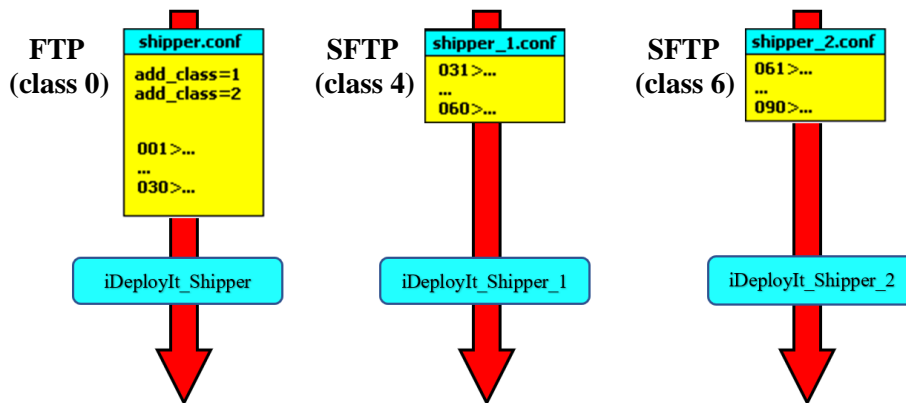 FTP
(class 0)
shipper.conf
add_class=1
add_class=2
001>...
...
030>...
iDeployIt_Shipper
SFTP
(class 4)
shipper_1.conf
031>...
...
060>...
iDeployIt_Shipper_1
SFTP
(class 6)
shipper_2.conf
061>...
...
090>...
iDeployIt_Shipper_2